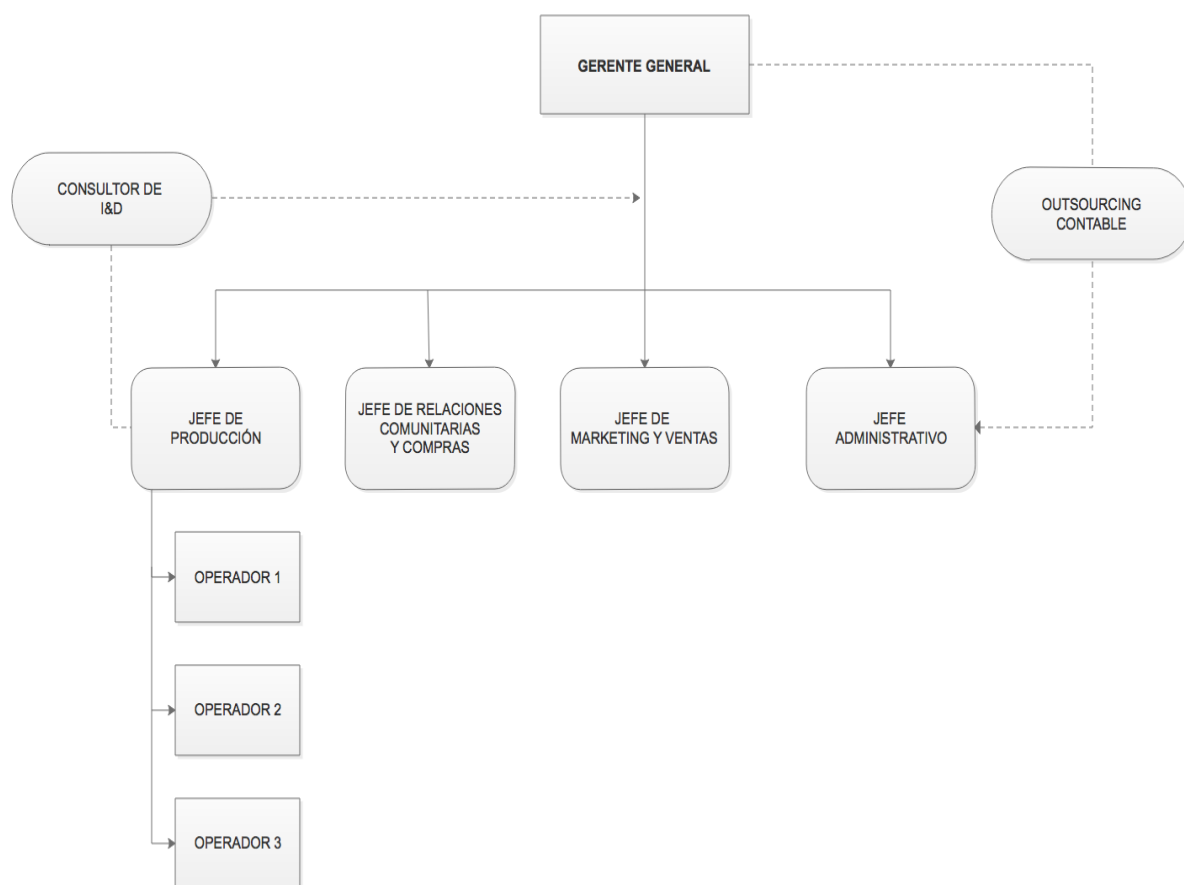 GERENTE GENERAL
CONSULTOR DE
I&D
OUTSOURCING
CONTABLE
JEFE DE
PRODUCCIÓN
JEFE DE RELACIONES
COMUNITARIAS
Y COMPRAS
JEFE DE
MARKETING Y VENTAS
JEFE
ADMINISTRATIVO
OPERADOR 1
OPERADOR 2
OPERADOR 3